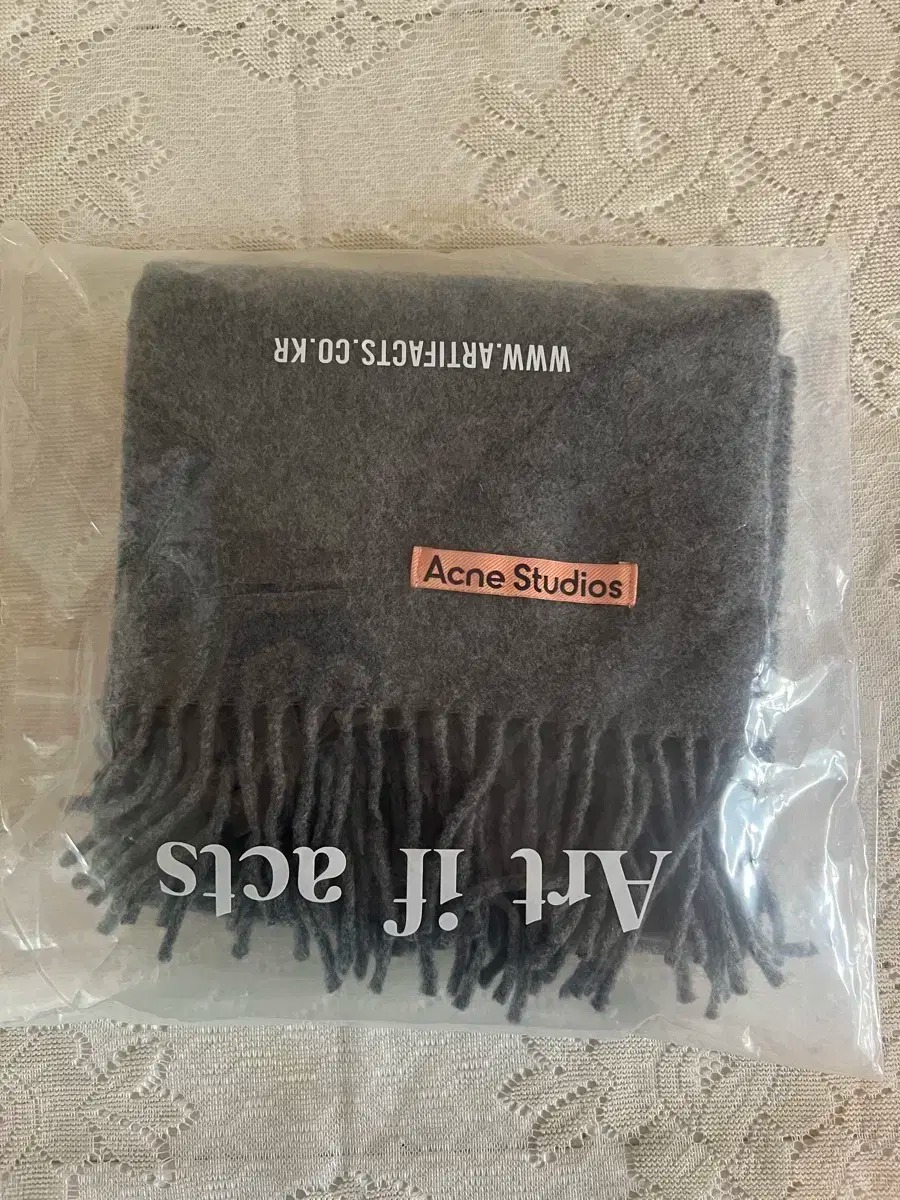 WWW.ARTIFACTS.CO.KR
Acne Studios
Art if acts